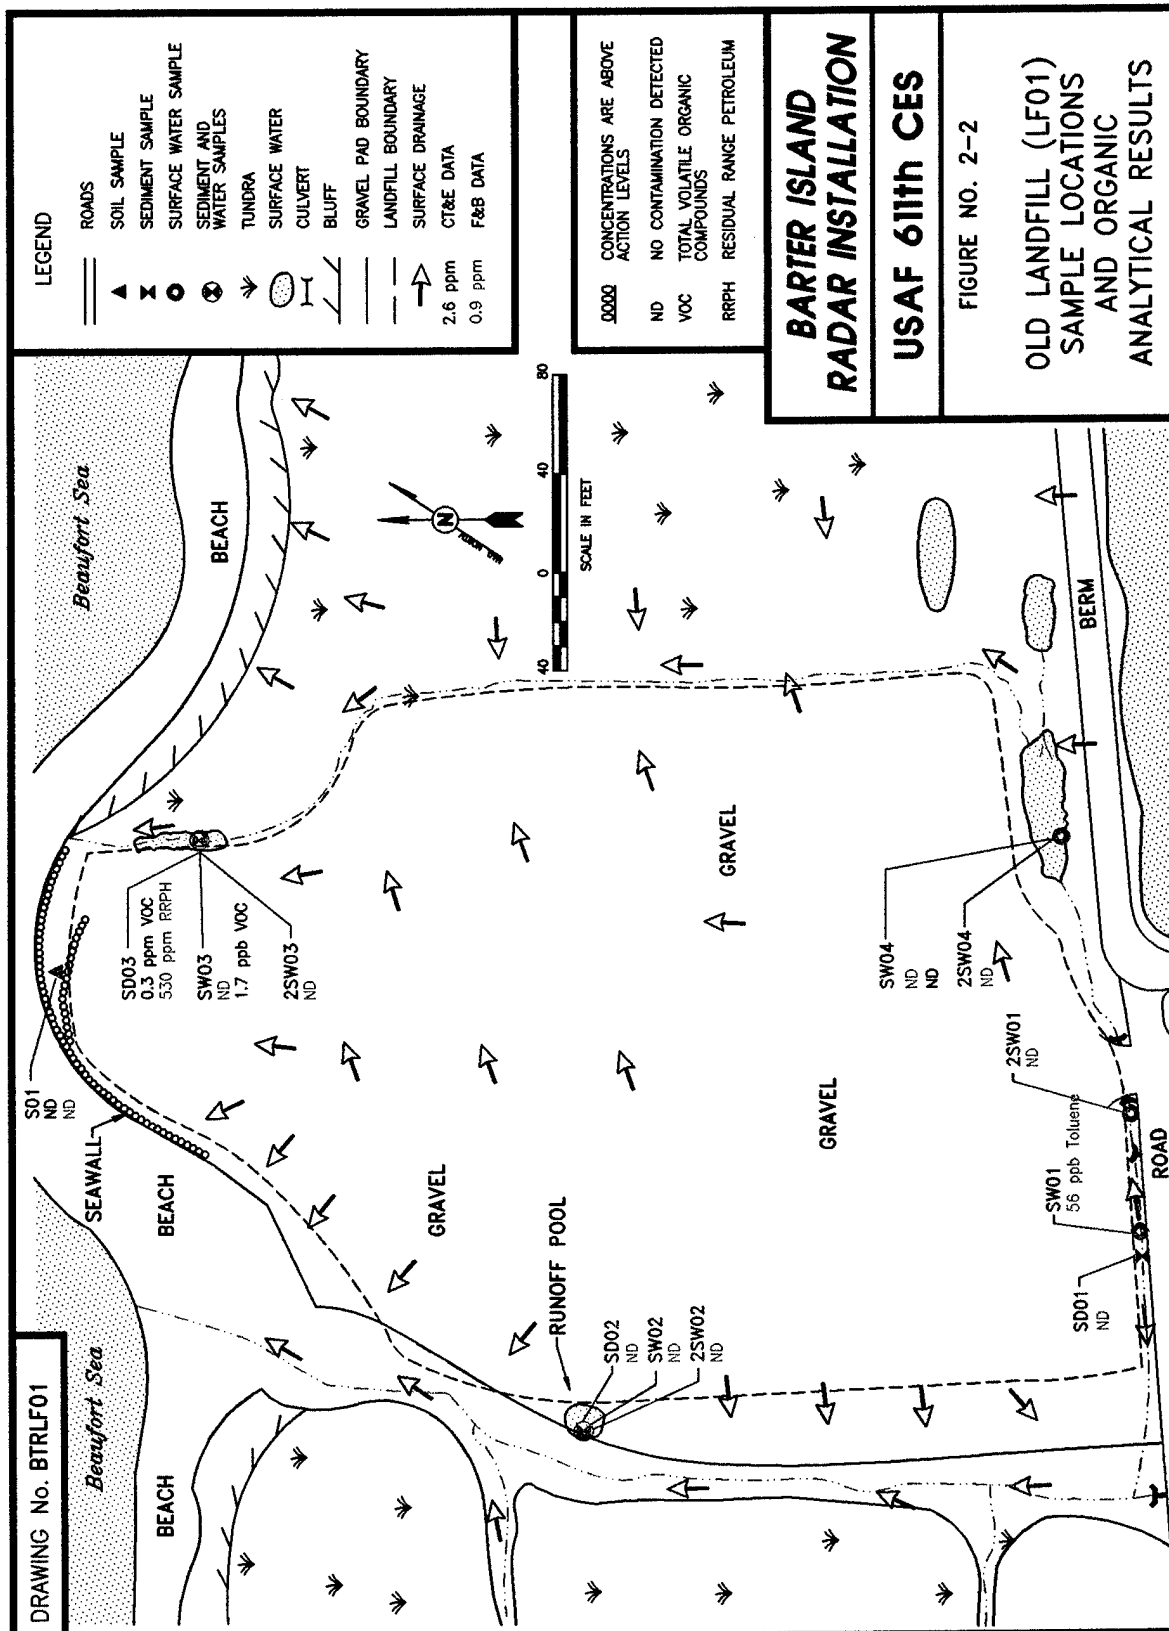 DRAWING No. BTRLF01
Beaufort Sea
BEACH
BEACH
SEAWALL
S01
ND
ND
Beaufort Sea
BEACH
SD03
0.3 ppm VOC
530 ppm RRPH
SW03
ND
1.7 ppb VOC
2SW03
ND
GRAVEL
RUNOFF POOL
SD02
ND
SW02
ND
2SW02
ND
GRAVEL
GRAVEL
SW04
ND
ND
2SW04
ND
2SW01
ND
SW01
56 ppb Toluene
SD01
ND
ROAD
BERM
N
MAG. NORTH
40
0
40
80
SCALE IN FEET
LEGEND
ROADS
SOIL SAMPLE
SEDIMENT SAMPLE
SURFACE WATER SAMPLE
SEDIMENT AND
WATER SAMPLES
TUNDRA
SURFACE WATER
CULVERT
BLUFF
GRAVEL PAD BOUNDARY
LANDFILL BOUNDARY
SURFACE DRAINAGE
2.6 ppm CT&E DATA
0.9 ppm F&B DATA
0000 CONCENTRATIONS ARE ABOVE
ACTION LEVELS
ND NO CONTAMINATION DETECTED
VOC TOTAL VOLATILE ORGANIC
COMPOUNDS
RRPH RESIDUAL RANGE PETROLEUM
BARTER ISLAND
RADAR INSTALLATION
USAF 611th CES
FIGURE NO. 2-2
OLD LANDFILL (LF01)
SAMPLE LOCATIONS
AND ORGANIC
ANALYTICAL RESULTS